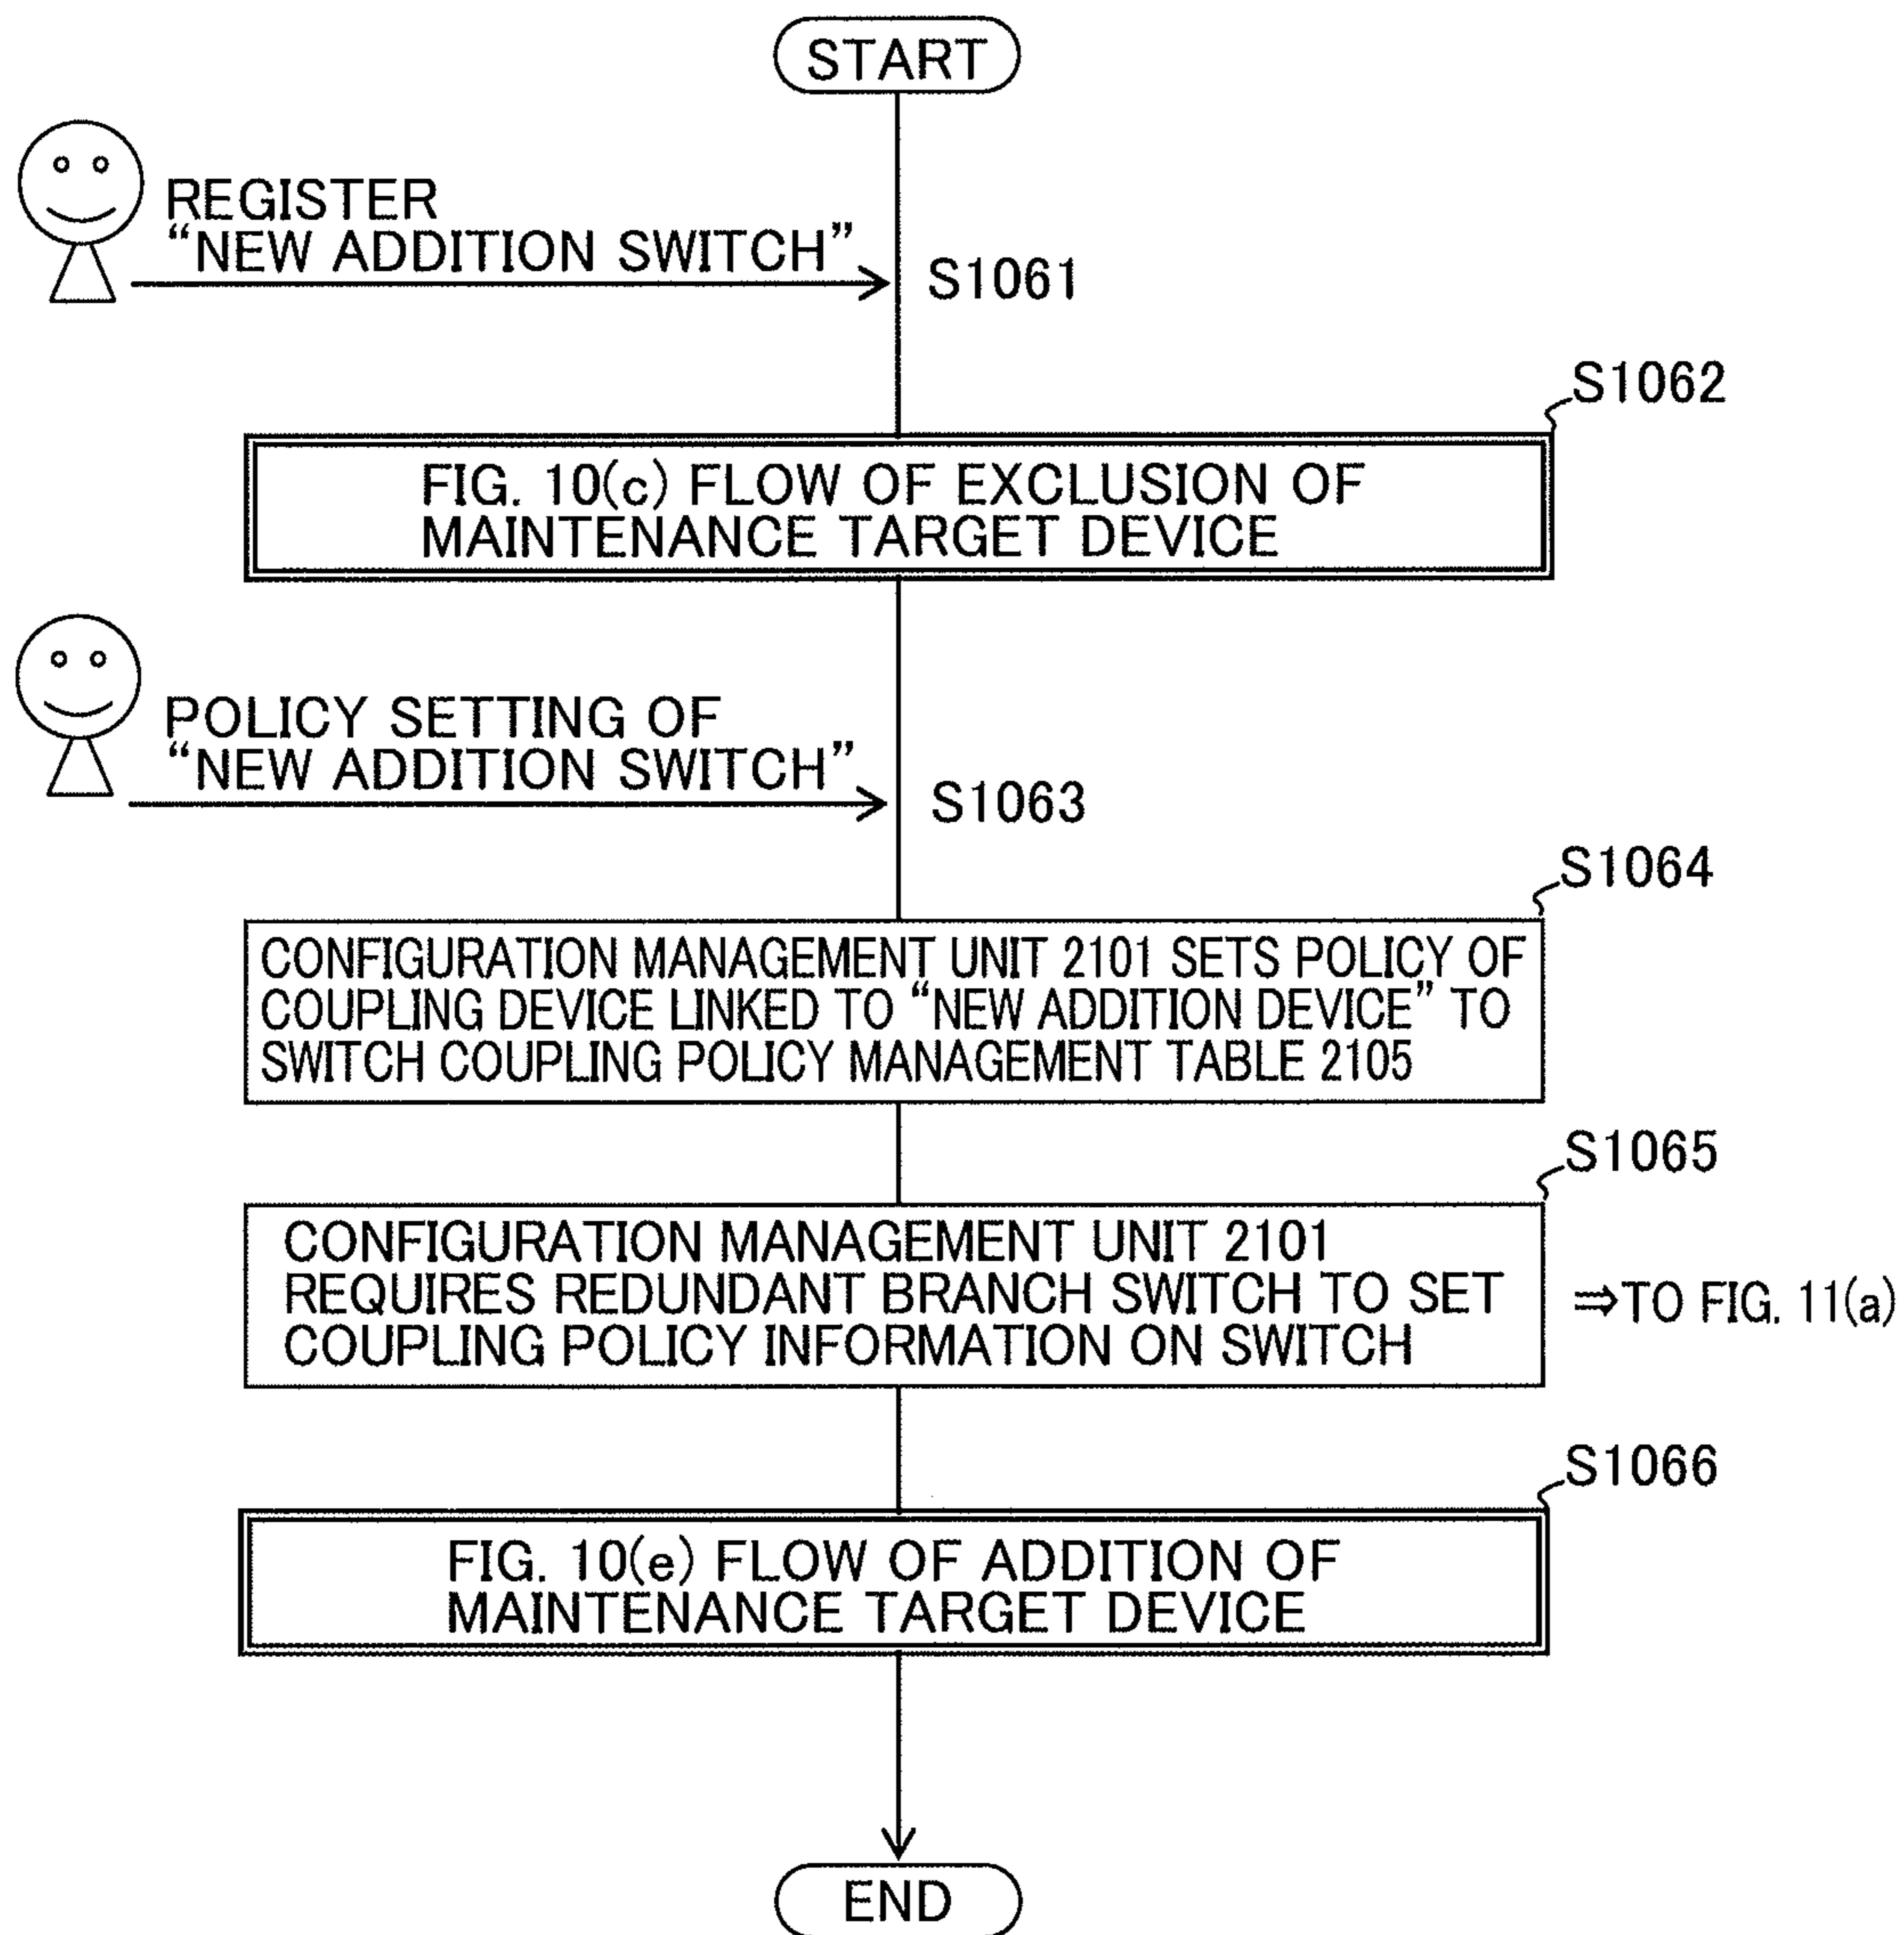 START
REGISTER
“NEW ADDITION SWITCH”
S1061
S1062
FIG. 10(c) FLOW OF EXCLUSION OF
MAINTENANCE TARGET DEVICE
POLICY SETTING OF
“NEW ADDITION SWITCH”
S1063
S1064
CONFIGURATION MANAGEMENT UNIT 2101 SETS POLICY OF
COUPLING DEVICE LINKED TO “NEW ADDITION DEVICE” TO
SWITCH COUPLING POLICY MANAGEMENT TABLE 2105
S1065
CONFIGURATION MANAGEMENT UNIT 2101
REQUIRES REDUNDANT BRANCH SWITCH TO SET
COUPLING POLICY INFORMATION ON SWITCH
⇒TO FIG. 11(a)
S1066
FIG. 10(e) FLOW OF ADDITION OF
MAINTENANCE TARGET DEVICE
END